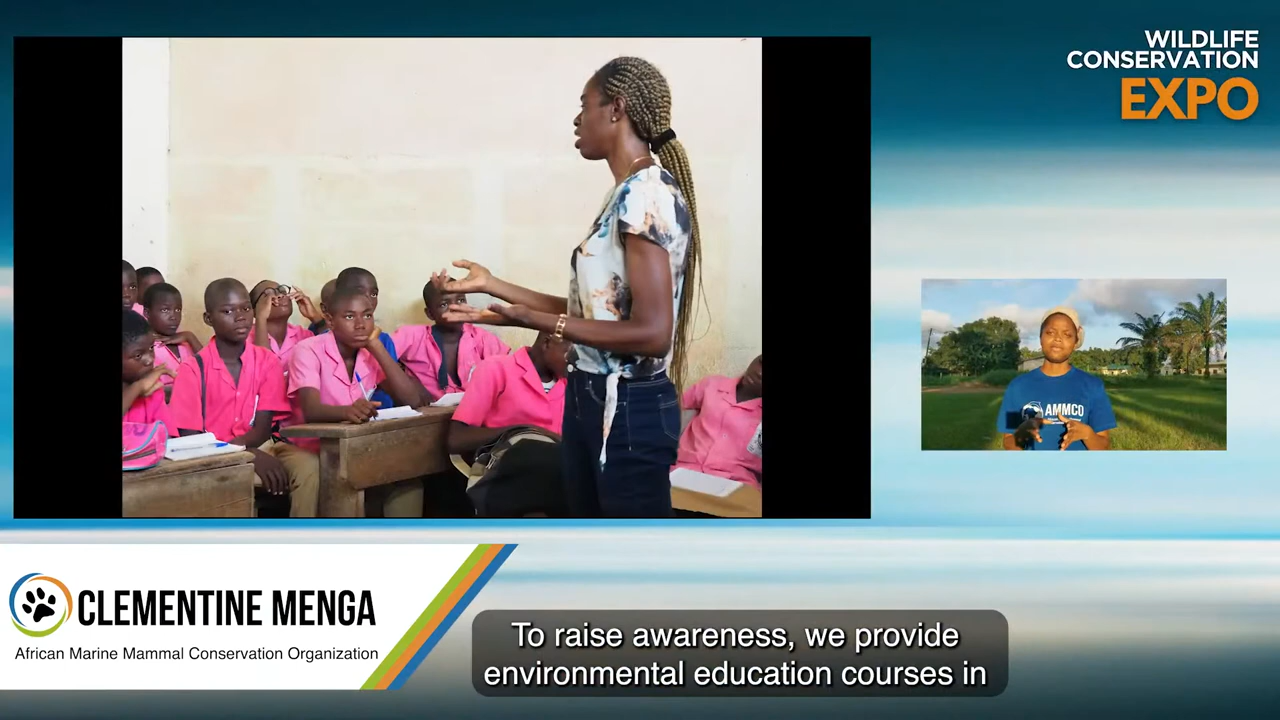 WILDLIFE
CONSERVATION
EXPO
AMMCO
CLEMENTINE MENGA
African Marine Mammal Conservation Organization
To raise awareness, we provide
environmental education courses in